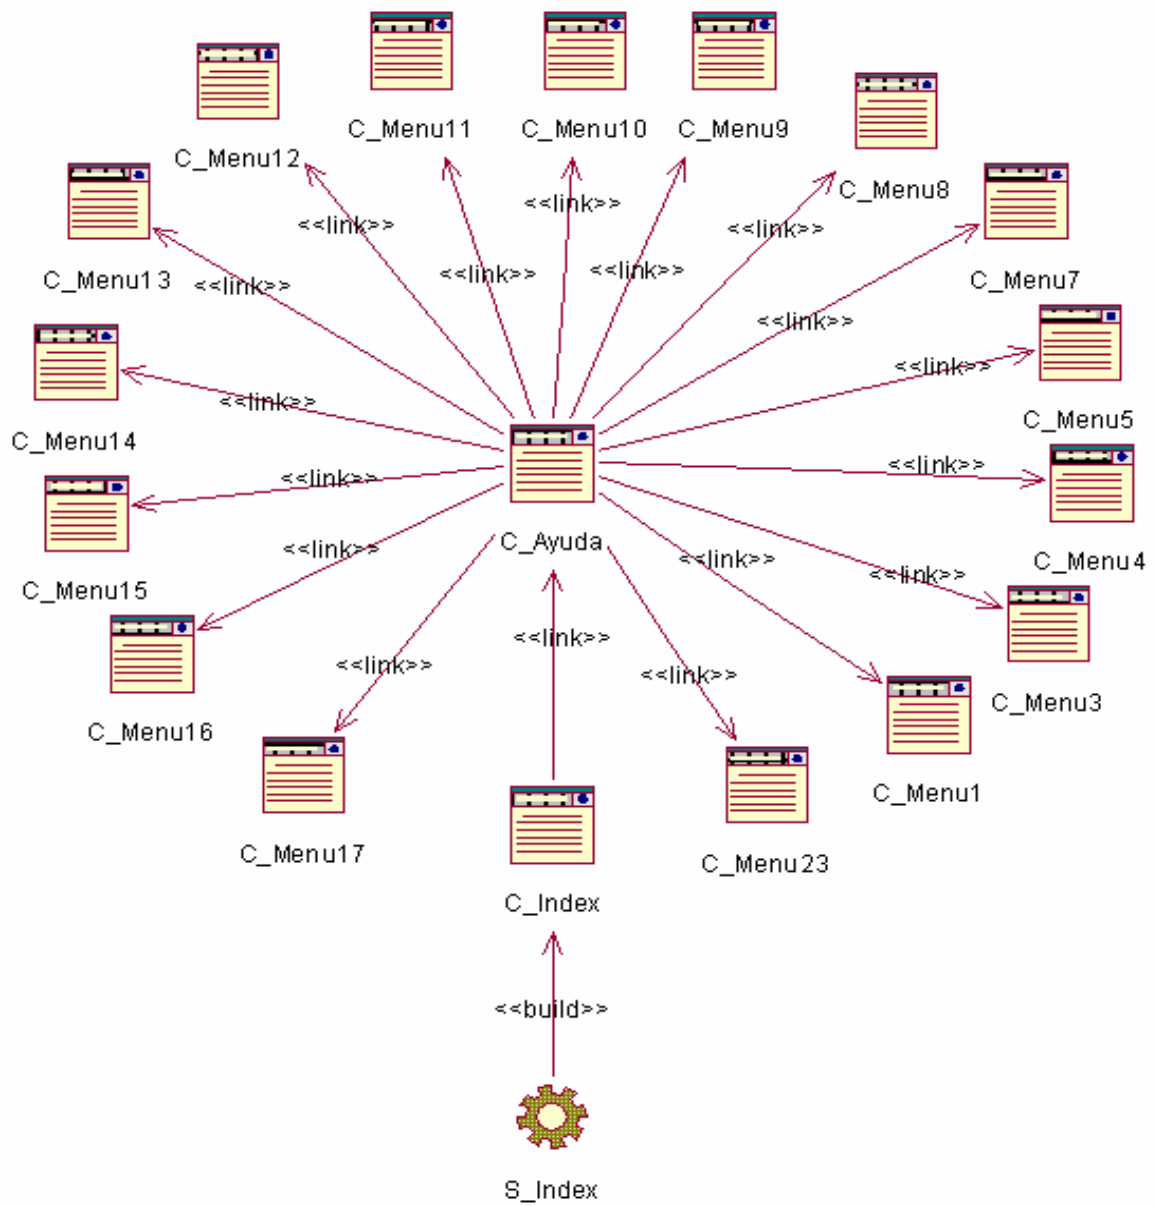 C_Menu11
C_Menu10
C_Menu9
C_Menu12
C_Menu8
<<link>>
<<link>>
<<link>>
C_Menu13
<<link>>
<<link>>
<<link>>
C_Menu7
<<link>>
<<link>>
<<link>>
C_Menu5
C_Menu14
<<link>>
<<link>>
C_Ayuda
<<link>>
<<link>>
C_Menu4
<<link>>
C_Menu15
<<link>>
<<link>>
<<link>>
C_Menu3
C_Menu16
C_Menu1
C_Menu17
C_Menu23
C_Index
<<build>>
S_Index